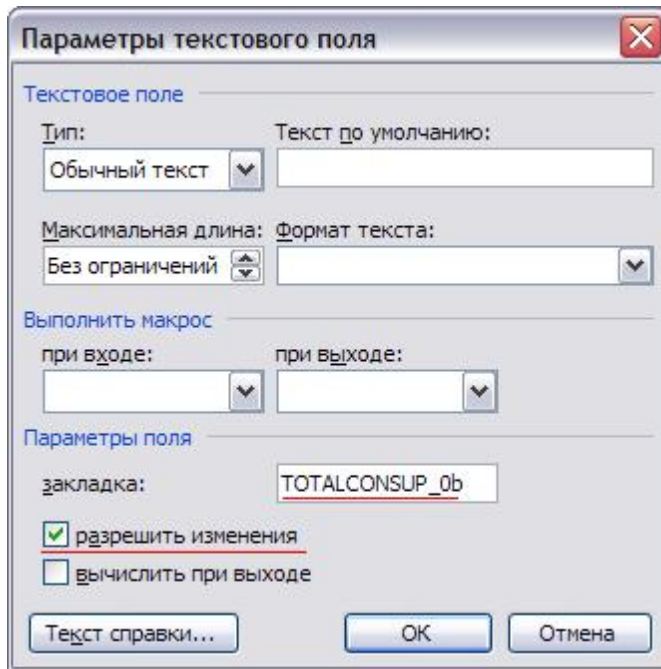 Параметры текстового поля
Текстовое поле
Тип: Текст по умолчанию:
Обычный текст
Максимальная длина: Формат текста:
Без ограничений
Выполнить макрос
при входе: при выходе:
Параметры поля
закладка: TOTALCONSUP_0b
разрешить изменения
вычислить при выходе
Текст справки... ОК Отмена